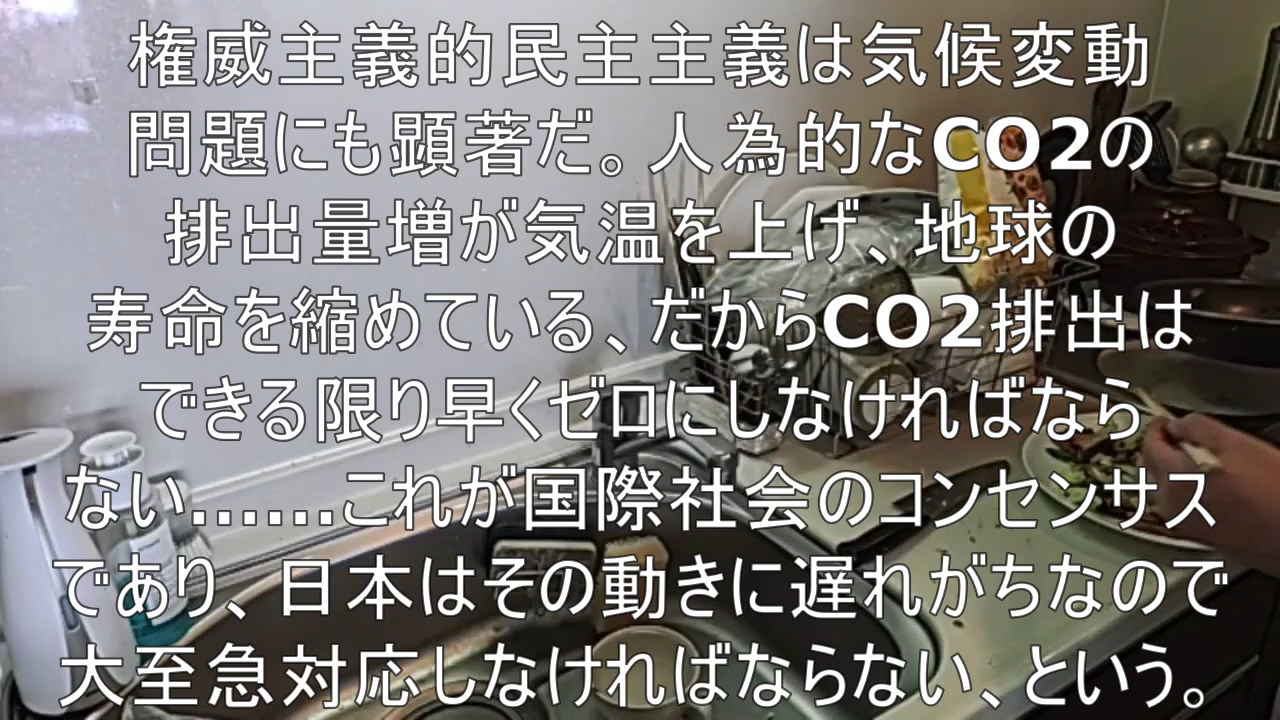 権威主義的民主主義は気候変動
問題にも顕著だ。人為的なCO2の
排出量増が気温を上げ、地球の
寿命を縮めている、だからCO2排出は
できる限り早くゼロにしなければなら
ない......これが国際社会のコンセンサス
であり、日本はその動きに遅れがちなので
大至急対応しなければならない、という。